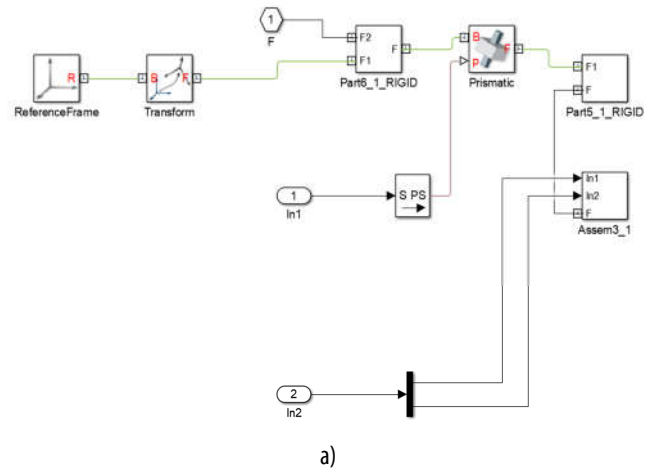 1
F
F2
F1
F
Part6_1_RIGID
B
F
P
Prismatic
F1
F
Part5_1_RIGID
R
ReferenceFrame
B
F
Transform
1
In1
S PS
In1
In2
F
Assem3_1
2
In2
a)